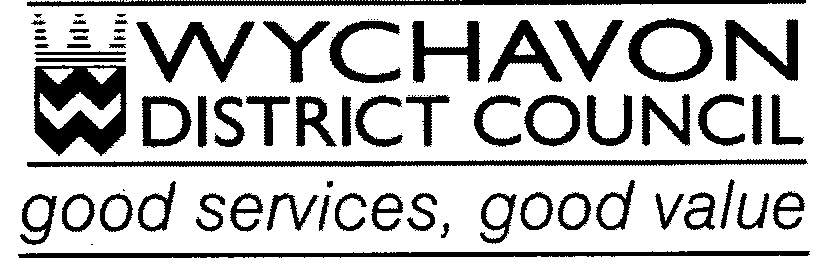 WYCHAVON
DISTRICT COUNCIL
good services, good value